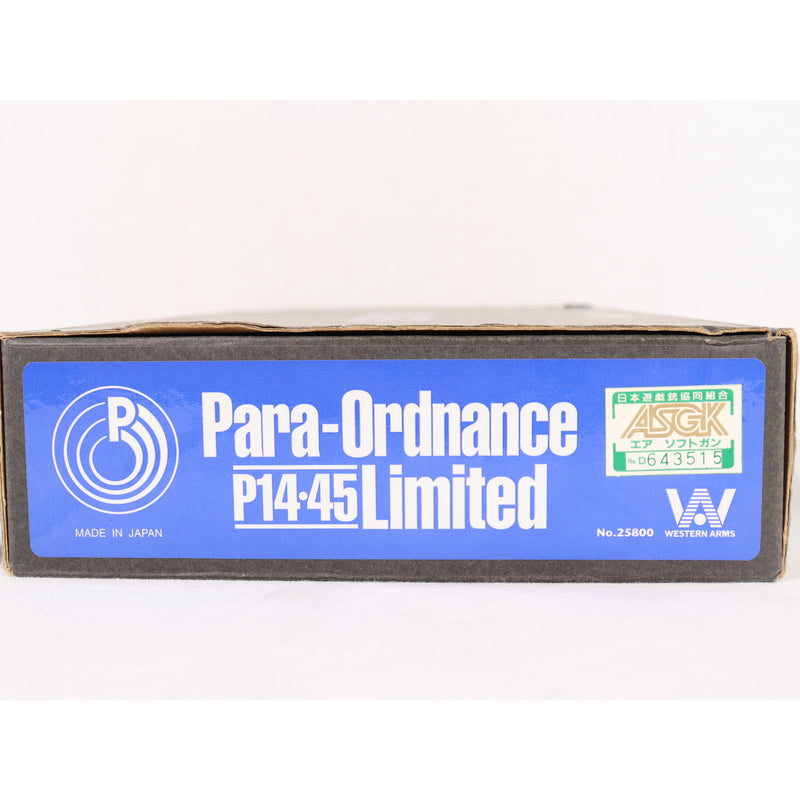 P
MADE IN JAPAN
Para-Ordnance
P14·45 Limited
日本遊戯銃協同組合
ASGK
エア ソフトガン
No. D643515
No.25800
W
WESTERN ARMS